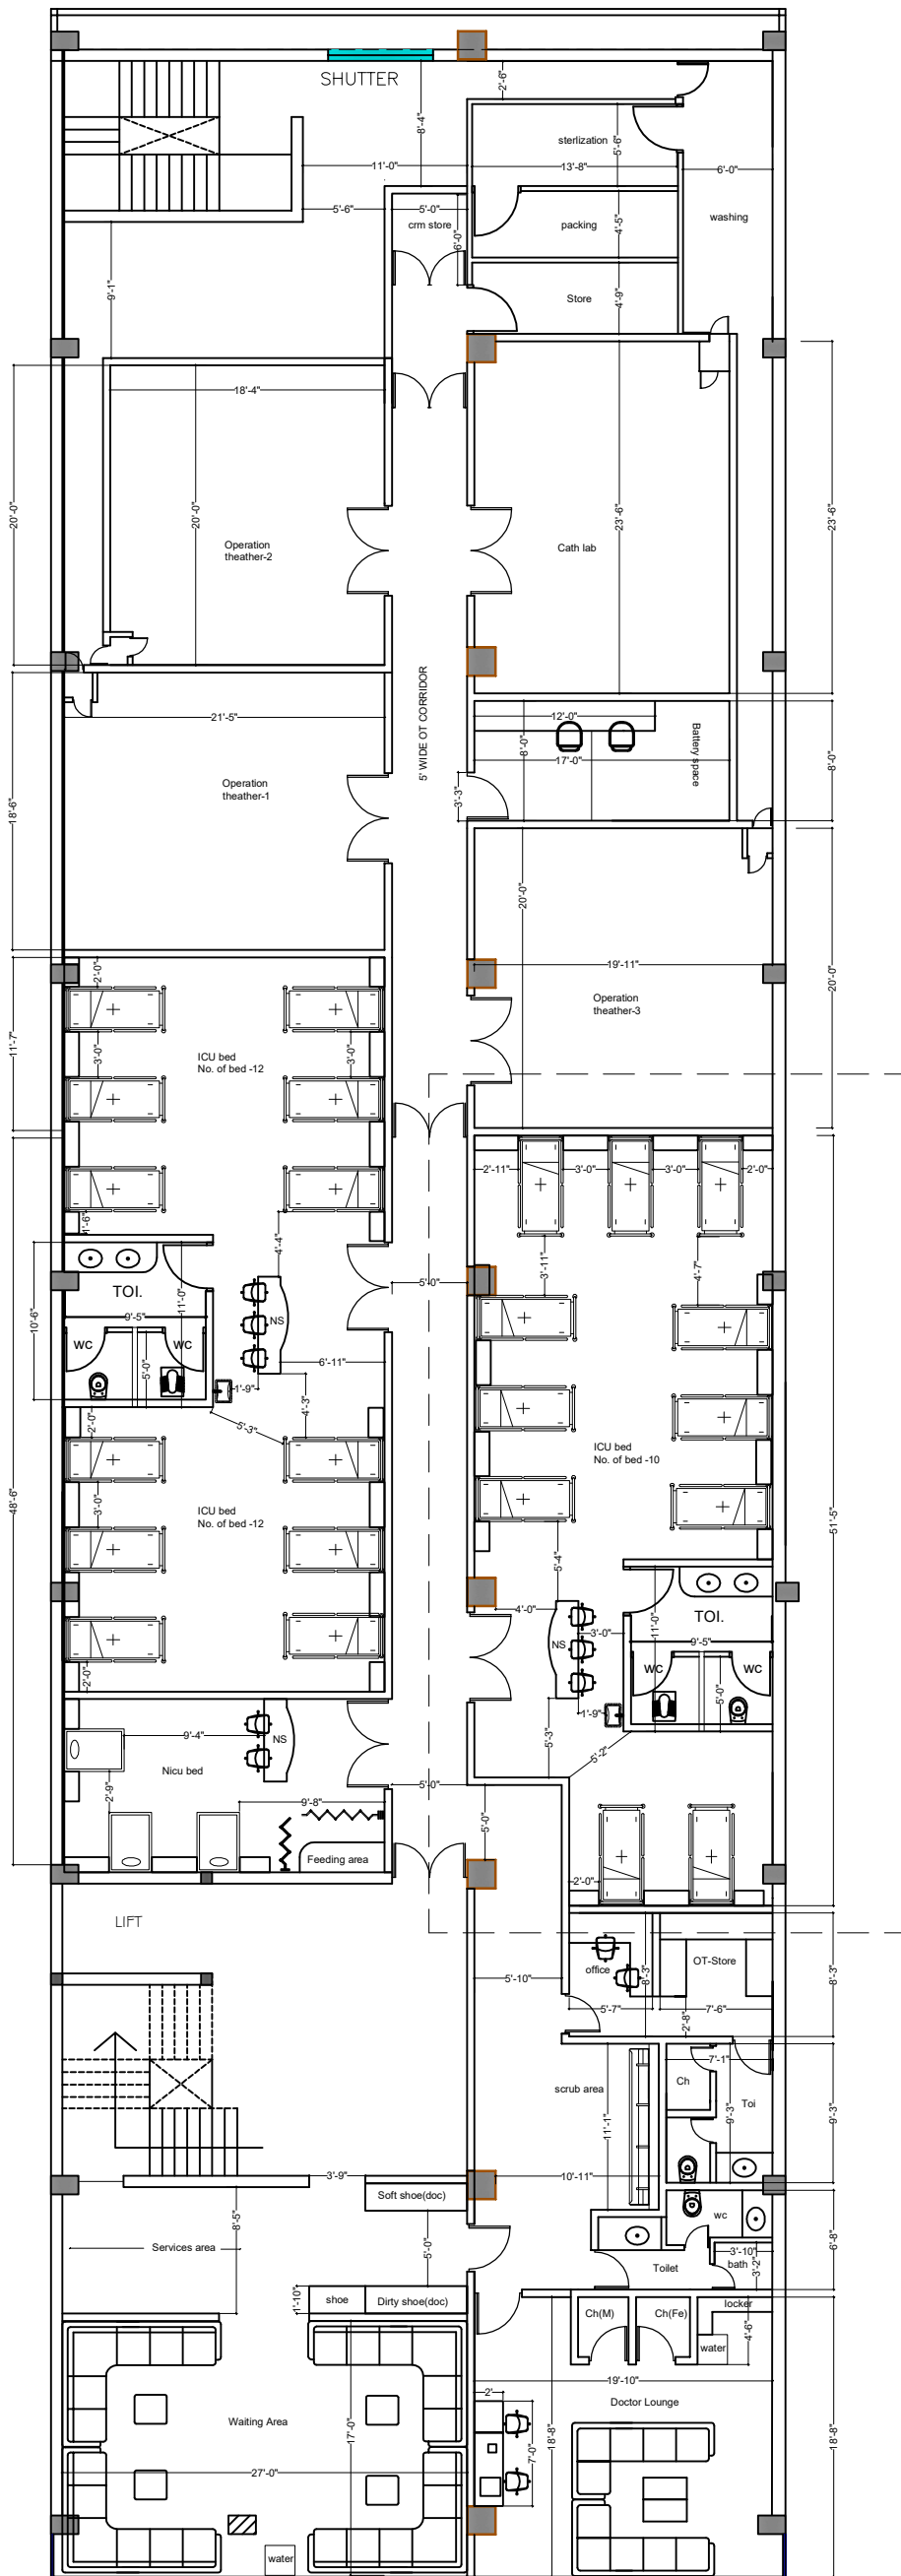 SHUTTER
2'-6"
8'-4"
sterlization
5'-6"
13'-8"
11'-0"
6'-0"
5'-6"
5'-0"
crm store
6'-0"
packing
4'-5"
washing
9'-1"
Store
4'-9"
18'-4"
20'-0"
20'-0"
23'-6"
23'-6"
Operation
theather-2
Cath lab
5' WIDE OT CORRIDOR
21'-5"
12'-0"
8'-0"
17'-0"
Battery space
8'-0"
3'-3"
Operation
theather-1
18'-6"
20'-0"
19'-11"
20'-0"
Operation
theather-3
2'-0"
11'-7"
3'-0"
3'-0"
ICU bed
No. of bed -12
2'-11"
3'-0"
3'-0"
2'-0"
1'-6"
4'-4"
3'-11"
4'-7"
TOI.
11'-0"
10'-6"
9'-5"
5'-0"
WC
WC
5'-0"
NS
6'-11"
1'-9"
4'-3"
5'-3"
2'-0"
3'-0"
48'-6"
ICU bed
No. of bed -12
ICU bed
No. of bed -10
51'-5"
5'-4"
4'-0"
NS
3'-0"
11'-0"
TOI.
9'-5"
WC
WC
5'-0"
1'-9"
5'-3"
5'-2"
2'-0"
9'-4"
NS
Nicu bed
2'-9"
9'-8"
Feeding area
5'-0"
5'-0"
2'-0"
LIFT
office
8'-3"
OT-Store
8'-3"
5'-10"
5'-7"
2'-8"
7'-6"
scrub area
11'-1"
7'-1"
Ch
9'-3"
Toi
9'-3"
3'-9"
10'-11"
Soft shoe(doc)
8'-5"
Services area
5'-0"
wc
6'-8"
Toilet
3'-10"
bath
3'-2"
1'-10"
shoe
Dirty shoe(doc)
Ch(M)
Ch(Fe)
locker
4'-6"
water
19'-10"
Doctor Lounge
2'
7'-0"
18'-8"
18'-8"
Waiting Area
17'-0"
27'-0"
water